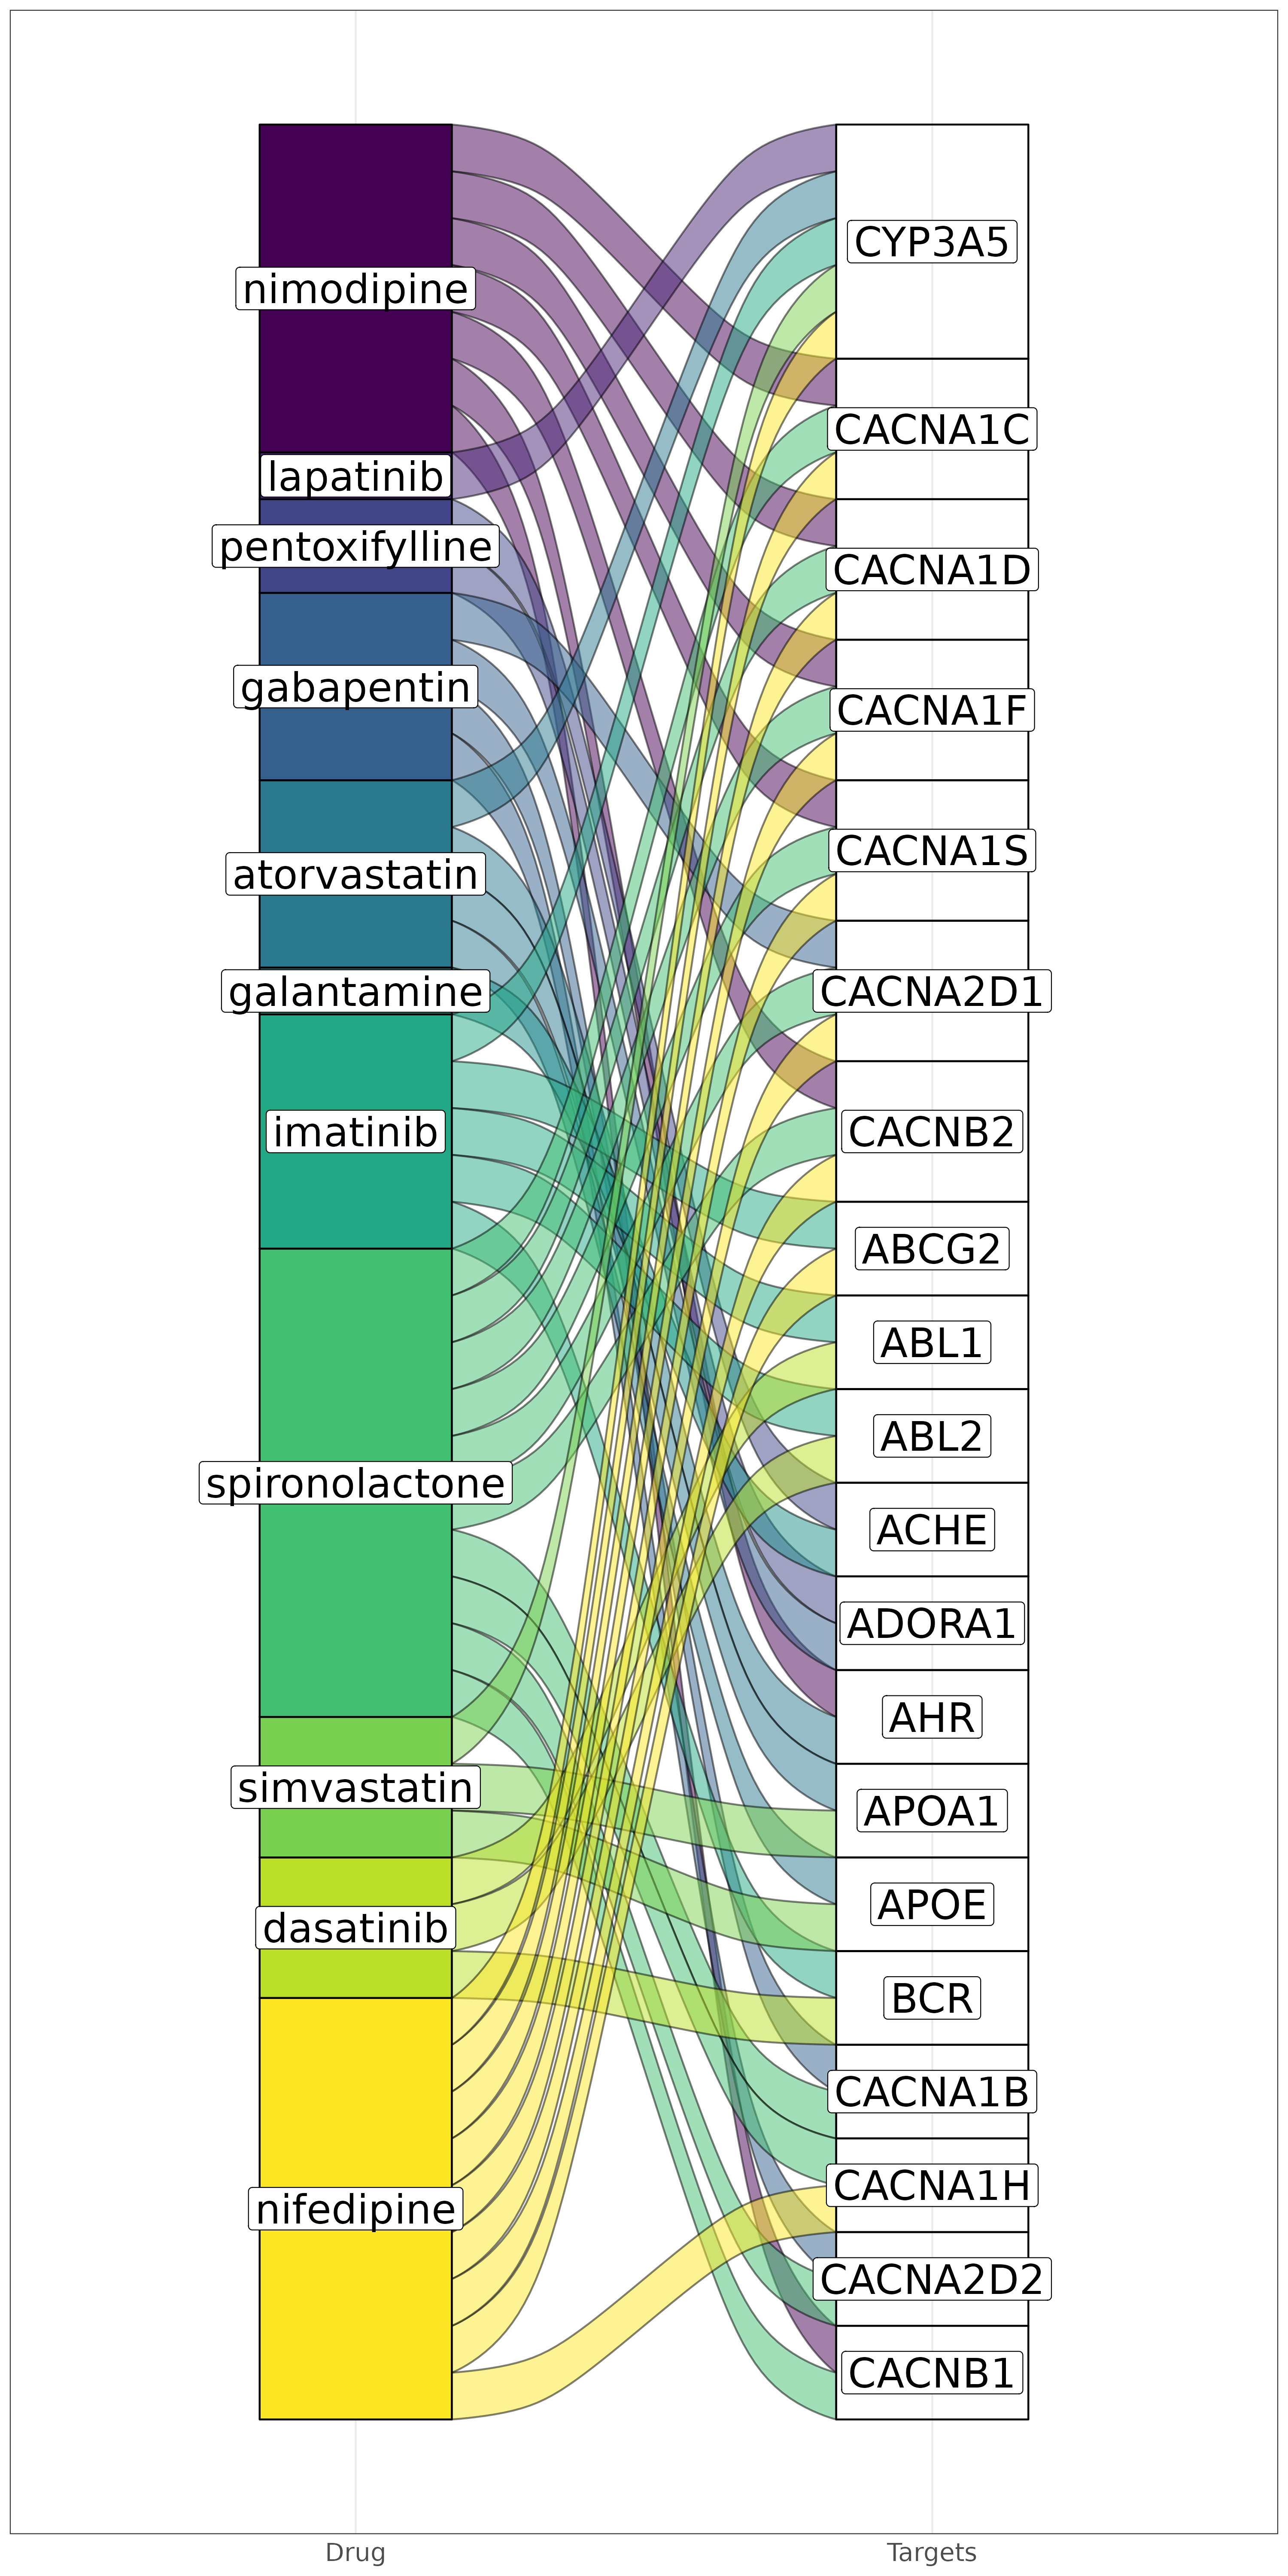 nimodipine
lapatinib
pentoxifylline
gabapentin
atorvastatin
galantamine
imatinib
spironolactone
simvastatin
dasatinib
nifedipine
CYP3A5
CACNA1C
CACNA1D
CACNA1F
CACNA1S
CACNA2D1
CACNB2
ABCG2
ABL1
ABL2
ACHE
ADORA1
AHR
APOA1
APOE
BCR
CACNA1B
CACNA1H
CACNA2D2
CACNB1
Drug
Targets